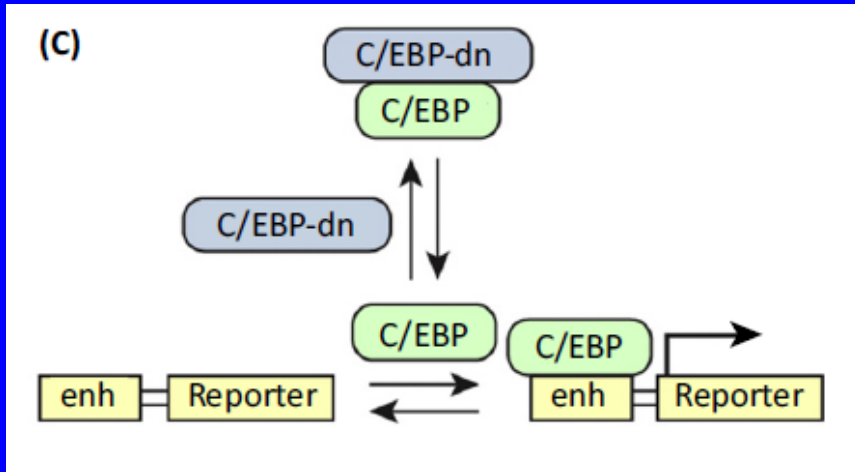 (C)
C/EBP-dn
C/EBP
C/EBP-dn
C/EBP
C/EBP
enh
Reporter
enh
Reporter